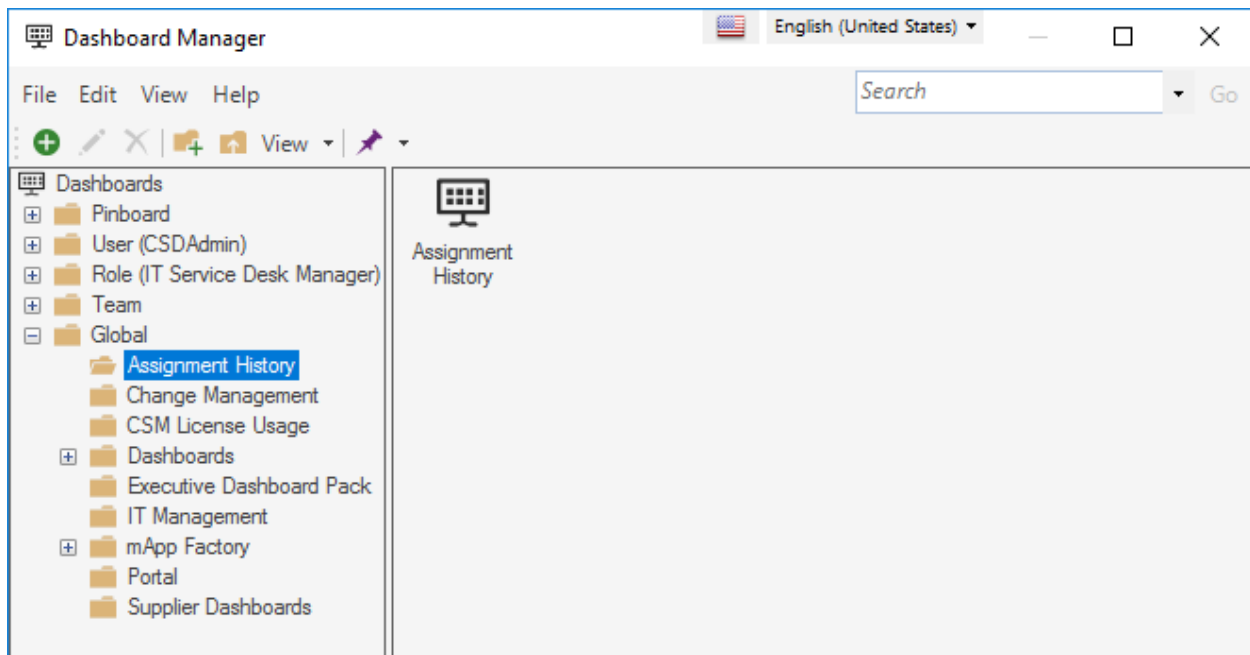 Dashboard Manager
English (United States)
File Edit View Help
Search
Go
View
Dashboards
Pinboard
User (CSDAdmin)
Role (IT Service Desk Manager)
Team
Global
Assignment History
Change Management
CSM License Usage
Dashboards
Executive Dashboard Pack
IT Management
mApp Factory
Portal
Supplier Dashboards
Assignment
History